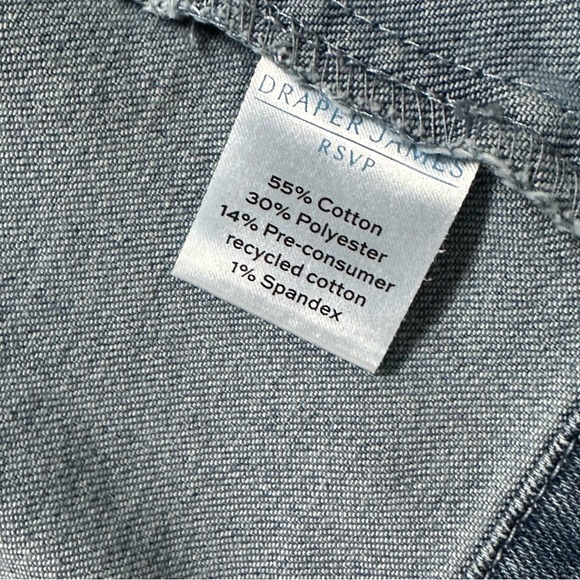 DRAPER JAMES
RSVP
55% Cotton
30% Polyester
14% Pre-consumer
recycled cotton
1% Spandex